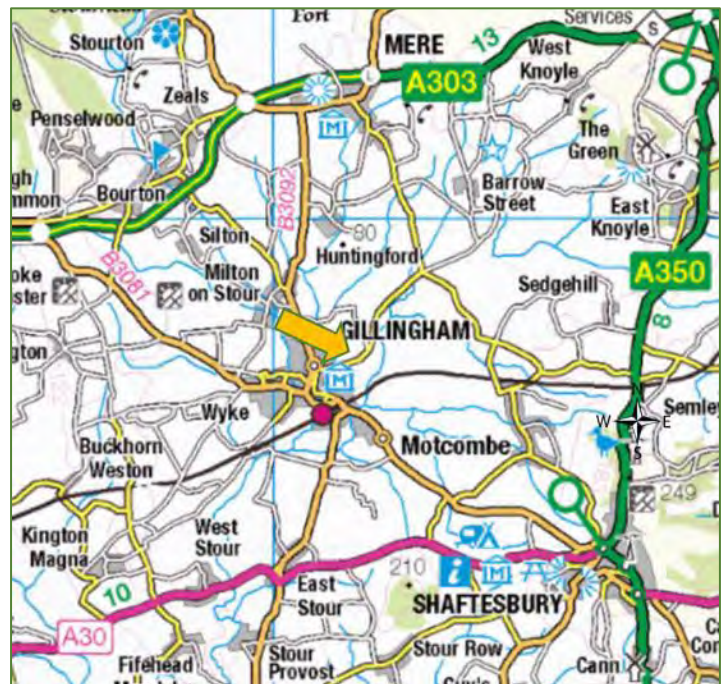 Stourton
Fort
MERE
13
Services
S
West
Knoyle
A303
Zeals
Penselwood
M
The
Green
Bourton
B3092
Barrow
Street
East
Knoyle
Silton
80
Huntingford
B3081
Milton
on Stour
Sedgehill
A350
8
GILLINGHAM
M
N
W
E
S
Semley
Wyke
Motcombe
Buckhorn
Weston
249
Kington
Magna
West
Stour
10
East
Stour
210
i
M
SHAFTESBURY
A30
Fifehead
Stour
Provost
Stour Row
Cann